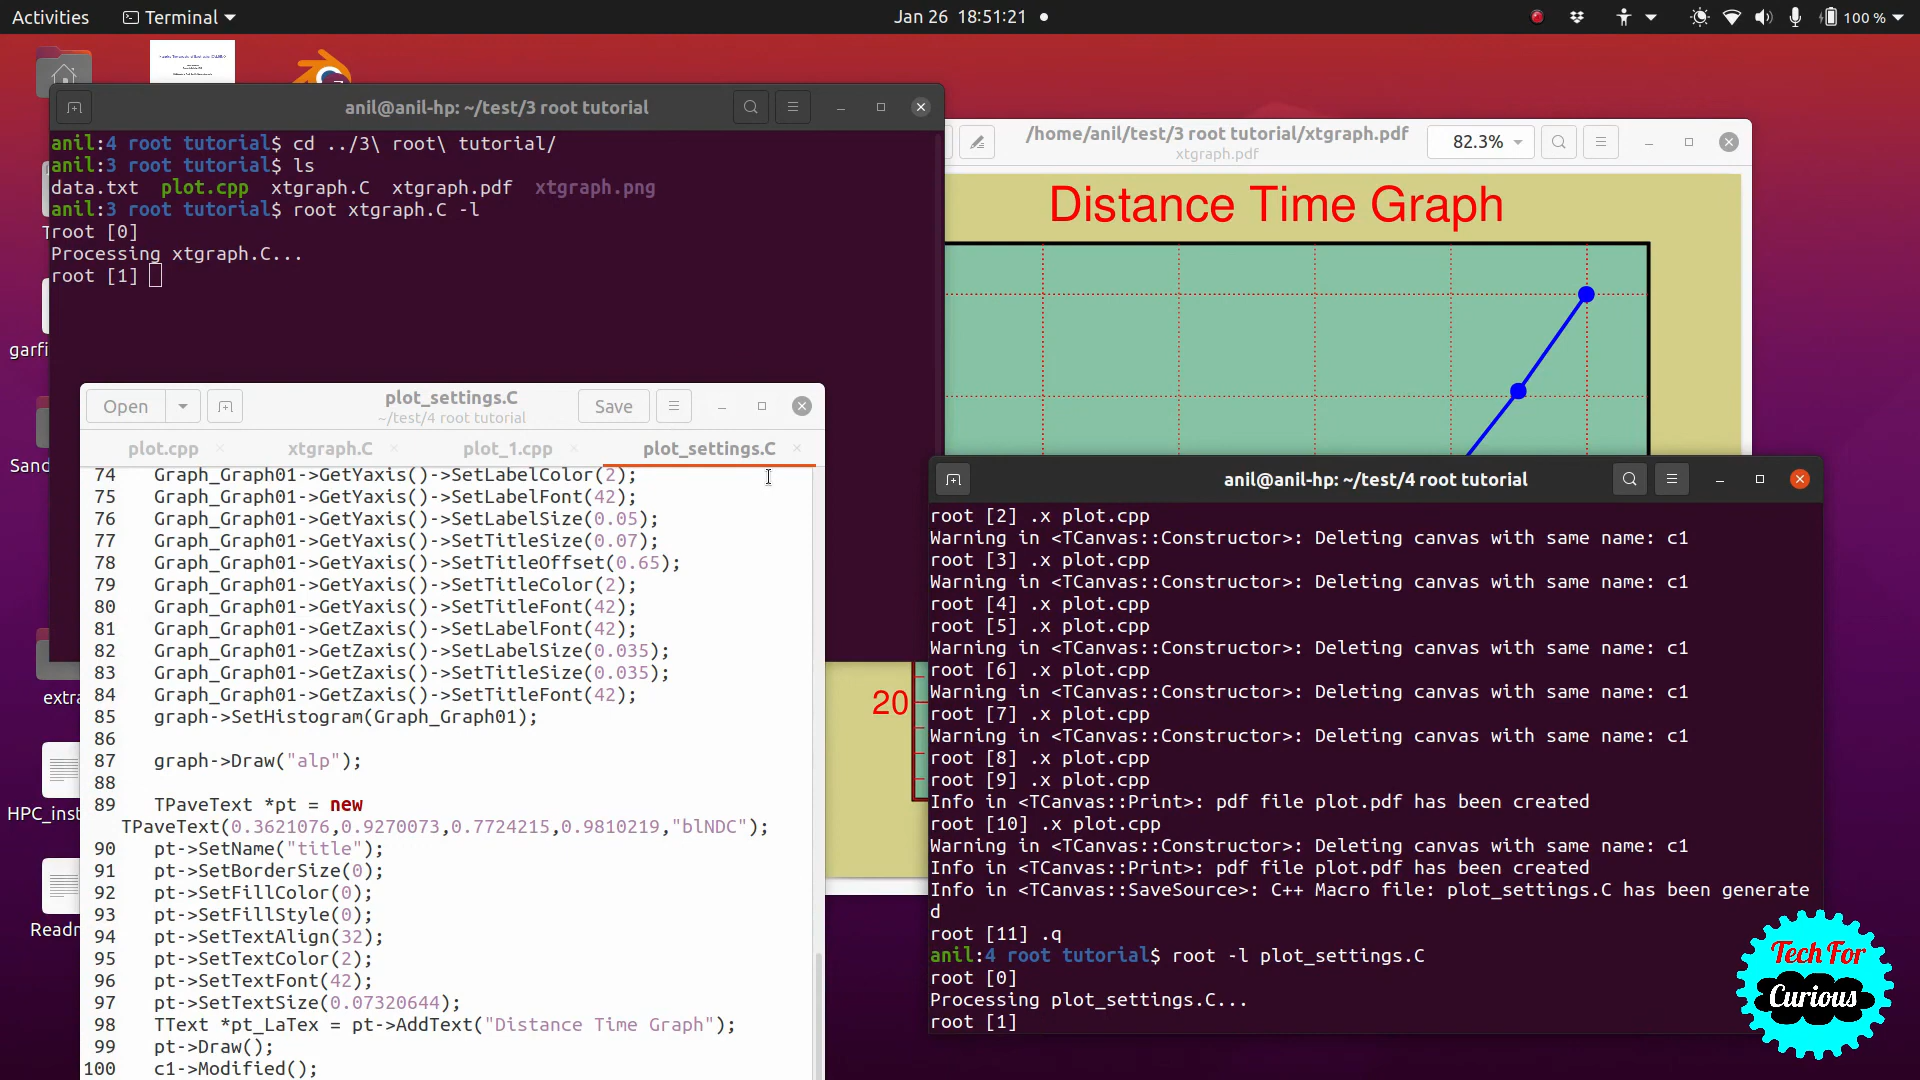 Activities
Terminal
Jan 26 18:51:21
100 %
anil@anil-hp: ~/test/3 root tutorial
anil:4 root tutorial$ cd ../3\ root\ tutorial/
anil:3 root tutorial$ ls
data.txt plot.cpp xtgraph.C xtgraph.pdf xtgraph.png
anil:3 root tutorial$ root xtgraph.C -l
root [0]
Processing xtgraph.C...
root [1]
/home/anil/test/3 root tutorial/xtgraph.pdf
xtgraph.pdf
82.3%
Distance Time Graph
20
garfi
Sand
extra
HPC_inst
Readm
Open
plot_settings.C
~/test/4 root tutorial
Save
plot.cpp
xtgraph.C
plot_1.cpp
plot_settings.C
74 Graph_Graph01->GetYaxis()->SetLabelColor(2);
75 Graph_Graph01->GetYaxis()->SetLabelFont(42);
76 Graph_Graph01->GetYaxis()->SetLabelSize(0.05);
77 Graph_Graph01->GetYaxis()->SetTitleSize(0.07);
78 Graph_Graph01->GetYaxis()->SetTitleOffset(0.65);
79 Graph_Graph01->GetYaxis()->SetTitleColor(2);
80 Graph_Graph01->GetYaxis()->SetTitleFont(42);
81 Graph_Graph01->GetZaxis()->SetLabelFont(42);
82 Graph_Graph01->GetZaxis()->SetLabelSize(0.035);
83 Graph_Graph01->GetZaxis()->SetTitleSize(0.035);
84 Graph_Graph01->GetZaxis()->SetTitleFont(42);
85 graph->SetHistogram(Graph_Graph01);
86
87 graph->Draw("alp");
88
89 TPaveText *pt = new
TPaveText(0.3621076,0.9270073,0.7724215,0.9810219,"blNDC");
90 pt->SetName("title");
91 pt->SetBorderSize(0);
92 pt->SetFillColor(0);
93 pt->SetFillStyle(0);
94 pt->SetTextAlign(32);
95 pt->SetTextColor(2);
96 pt->SetTextFont(42);
97 pt->SetTextSize(0.07320644);
98 TText *pt_LaTex = pt->AddText("Distance Time Graph");
99 pt->Draw();
100 c1->Modified();
anil@anil-hp: ~/test/4 root tutorial
root [2] .x plot.cpp
Warning in <TCanvas::Constructor>: Deleting canvas with same name: c1
root [3] .x plot.cpp
Warning in <TCanvas::Constructor>: Deleting canvas with same name: c1
root [4] .x plot.cpp
root [5] .x plot.cpp
Warning in <TCanvas::Constructor>: Deleting canvas with same name: c1
root [6] .x plot.cpp
Warning in <TCanvas::Constructor>: Deleting canvas with same name: c1
root [7] .x plot.cpp
Warning in <TCanvas::Constructor>: Deleting canvas with same name: c1
root [8] .x plot.cpp
root [9] .x plot.cpp
Info in <TCanvas::Print>: pdf file plot.pdf has been created
root [10] .x plot.cpp
Warning in <TCanvas::Constructor>: Deleting canvas with same name: c1
Info in <TCanvas::Print>: pdf file plot.pdf has been created
Info in <TCanvas::SaveSource>: C++ Macro file: plot_settings.C has been generate
d
root [11] .q
anil:4 root tutorial$ root -l plot_settings.C
root [0]
Processing plot_settings.C...
root [1]
Tech For
Curious